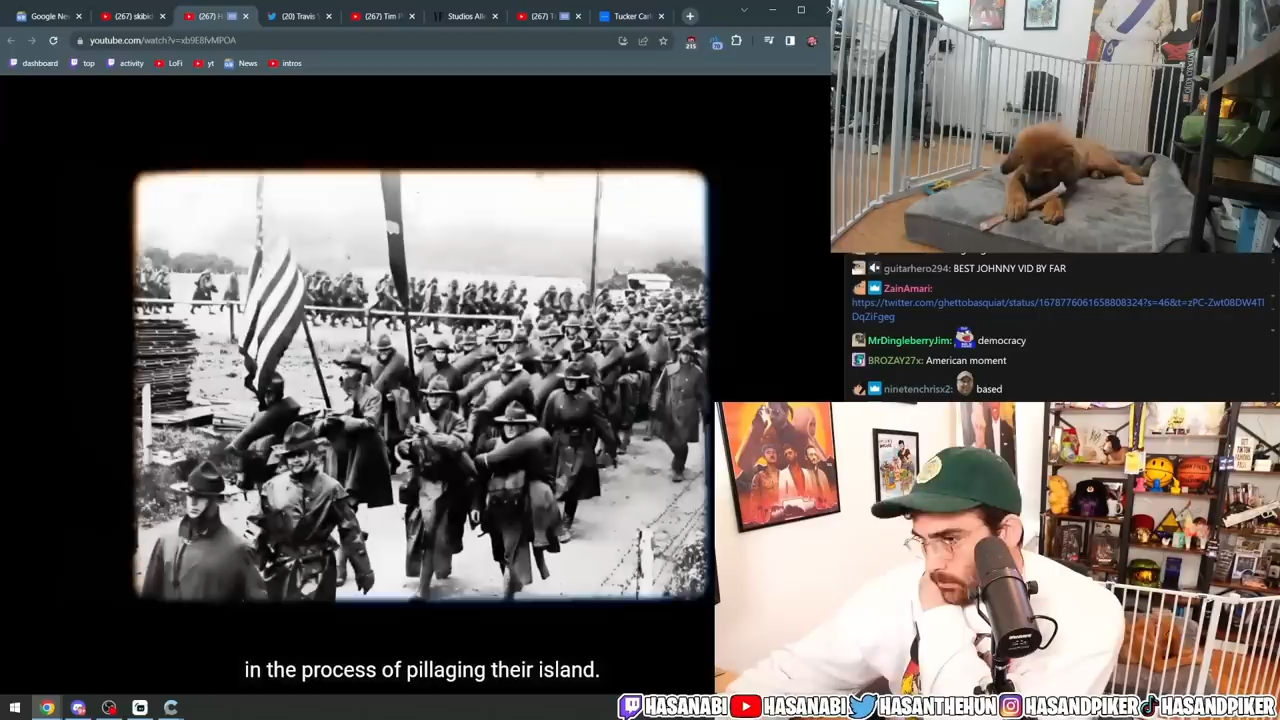 Google Ne
(267) skibidi
(267) H
(20) Travis
(267) Tim P
Studios Alle
(267) To
Tucker Carl
youtube.com/watch?v=xb9E8fvMPOA
215
dashboard
top
activity
LoFi
yt
News
intros
guitarhero294: BEST JOHNNY VID BY FAR
ZainAmari:
https://twitter.com/ghettobasquiat/status/1678776061658808324?s=46&t=zPC-Zwt08DW4TI
DqZiFgeg
MrDingleberryJim: democracy
BROZAY27x: American moment
ninetenchrisx2: based
in the process of pillaging their island.
HASANABI HASANABI HASANTHEHUN HASANDPIKER HASANDPIKER